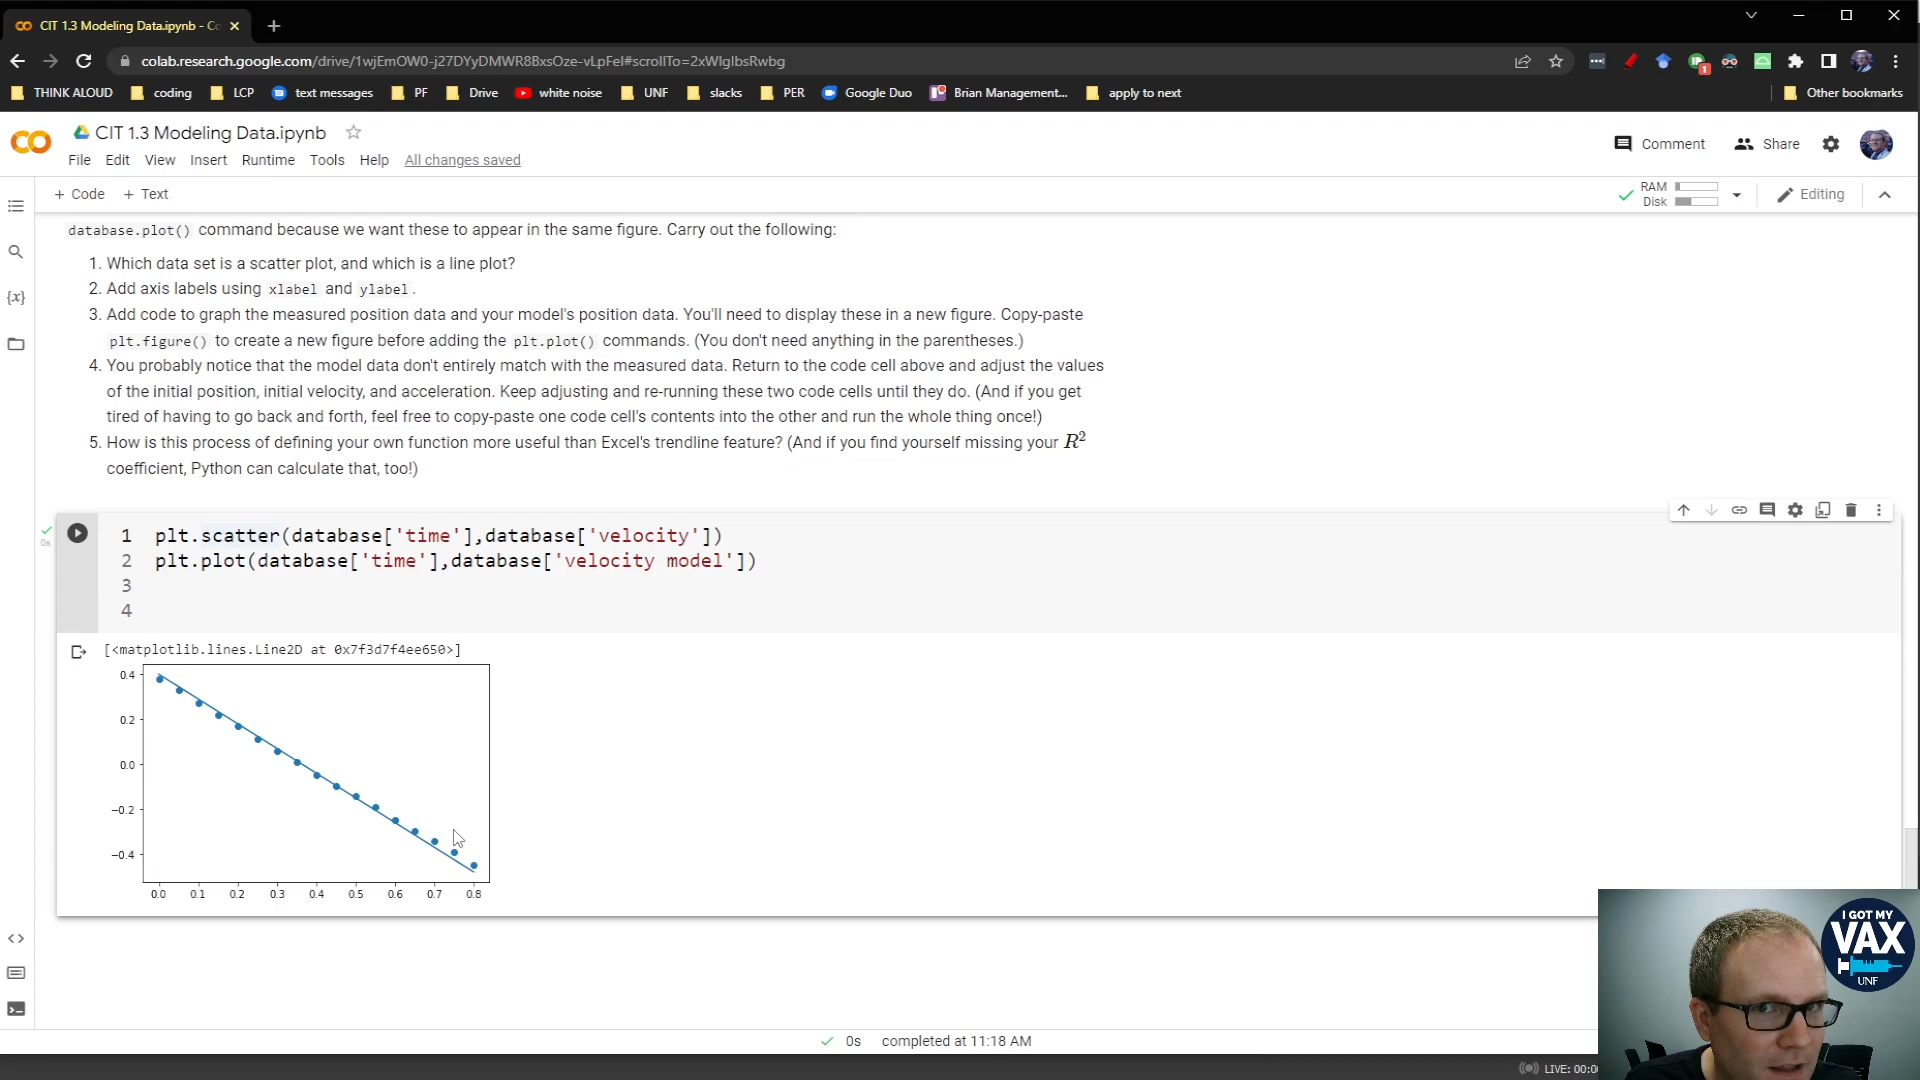 CIT 1.3 Modeling Data.ipynb - Co
colab.research.google.com/drive/1wjEmOW0-j27DYyDMWR8BxsOze-vLpFel#scrollTo=2xWIglbsRwbg
THINK ALOUD coding LCP text messages PF Drive white noise UNF slacks PER Google Duo Brian Management... apply to next Other bookmarks
CIT 1.3 Modeling Data.ipynb
Comment Share
File Edit View Insert Runtime Tools Help All changes saved
+ Code + Text
RAM
Disk
Editing
database.plot() command because we want these to appear in the same figure. Carry out the following:
1. Which data set is a scatter plot, and which is a line plot?
2. Add axis labels using xlabel and ylabel.
3. Add code to graph the measured position data and your model's position data. You'll need to display these in a new figure. Copy-paste
plt.figure() to create a new figure before adding the plt.plot() commands. (You don't need anything in the parentheses.)
4. You probably notice that the model data don't entirely match with the measured data. Return to the code cell above and adjust the values
of the initial position, initial velocity, and acceleration. Keep adjusting and re-running these two code cells until they do. (And if you get
tired of having to go back and forth, feel free to copy-paste one code cell's contents into the other and run the whole thing once!)
5. How is this process of defining your own function more useful than Excel's trendline feature? (And if you find yourself missing your R²
coefficient, Python can calculate that, too!)
0s
1 plt.scatter(database['time'],database['velocity'])
2 plt.plot(database['time'],database['velocity model'])
3
4
[<matplotlib.lines.Line2D at 0x7f3d7f4ee650>]
0.4
0.2
0.0
−0.2
−0.4
0.0 0.1 0.2 0.3 0.4 0.5 0.6 0.7 0.8
I GOT MY
VAX
UNF
0s completed at 11:18 AM
LIVE: